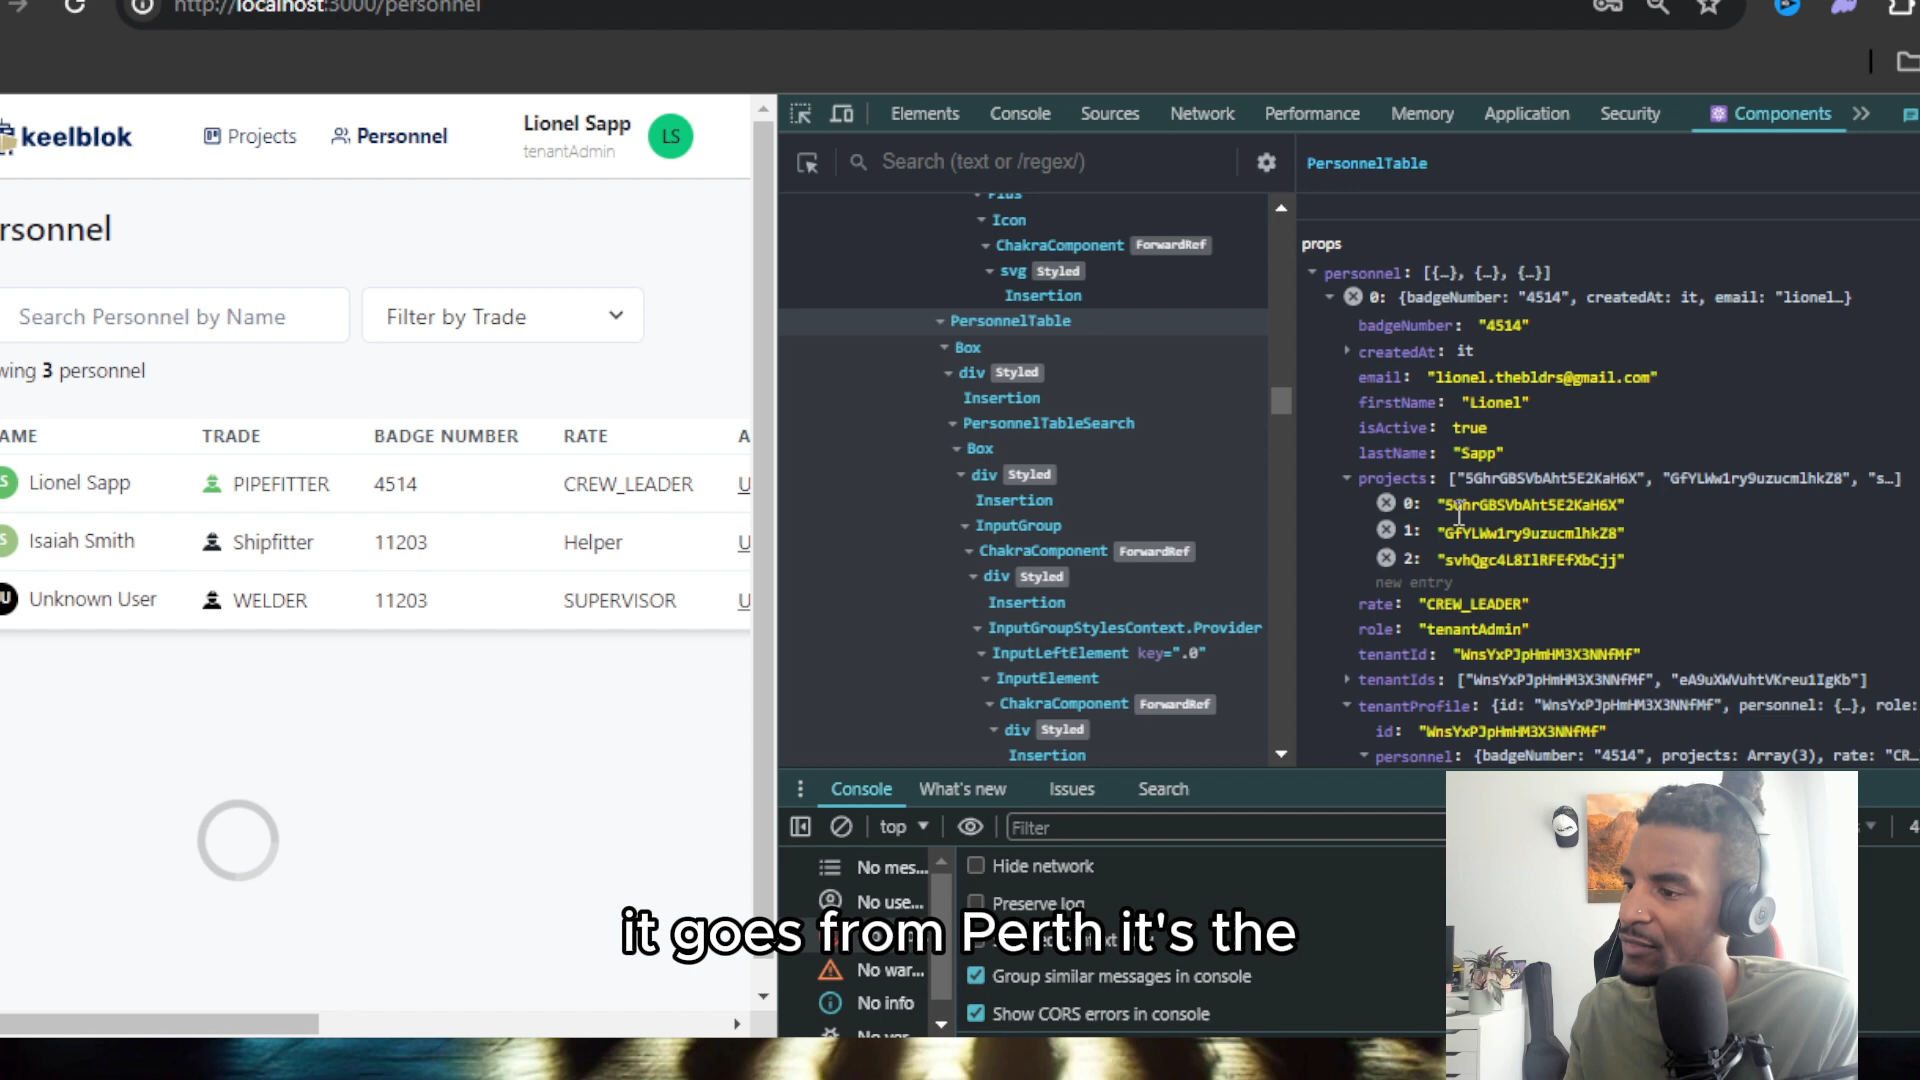 http://localhost:3000/personnel
keelblok
Projects
Personnel
Lionel Sapp
tenantAdmin
LS
rsonnel
Search Personnel by Name
Filter by Trade
wing 3 personnel
AME TRADE BADGE NUMBER RATE A
S Lionel Sapp PIPEFITTER 4514 CREW_LEADER U
S Isaiah Smith Shipfitter 11203 Helper U
U Unknown User WELDER 11203 SUPERVISOR U
Elements Console Sources Network Performance Memory Application Security Components
Search (text or /regex/)
Plus
Icon
ChakraComponent ForwardRef
svg Styled
Insertion
PersonnelTable
Box
div Styled
Insertion
PersonnelTableSearch
Box
div Styled
Insertion
InputGroup
ChakraComponent ForwardRef
div Styled
Insertion
InputGroupStylesContext.Provider
InputLeftElement key=".0"
InputElement
ChakraComponent ForwardRef
div Styled
Insertion
PersonnelTable
props
personnel: [{…}, {…}, {…}]
0: {badgeNumber: "4514", createdAt: it, email: "lionel…}
badgeNumber: "4514"
createdAt: it
email: "lionel.thebldrs@gmail.com"
firstName: "Lionel"
isActive: true
lastName: "Sapp"
projects: ["5GhrGBSVbAht5E2KaH6X", "GfYLWw1ry9uzucmlhkZ8", "s…]
0: "5GhrGBSVbAht5E2KaH6X"
1: "GfYLWw1ry9uzucmlhkZ8"
2: "svhQgc4L8IlRFEfXbCjj"
new entry
rate: "CREW_LEADER"
role: "tenantAdmin"
tenantId: "WnsYxPJpHmHM3X3NNfMf"
tenantIds: ["WnsYxPJpHmHM3X3NNfMf", "eA9uXWVuhtVKreu1IgKb"]
tenantProfile: {id: "WnsYxPJpHmHM3X3NNfMf", personnel: {…}, role:
id: "WnsYxPJpHmHM3X3NNfMf"
personnel: {badgeNumber: "4514", projects: Array(3), rate: "CR…
Console What's new Issues Search
top
Filter
4
No mes...
No use...
No war...
No info
Hide network
Preserve log
Group similar messages in console
Show CORS errors in console
it goes from Perth it's the